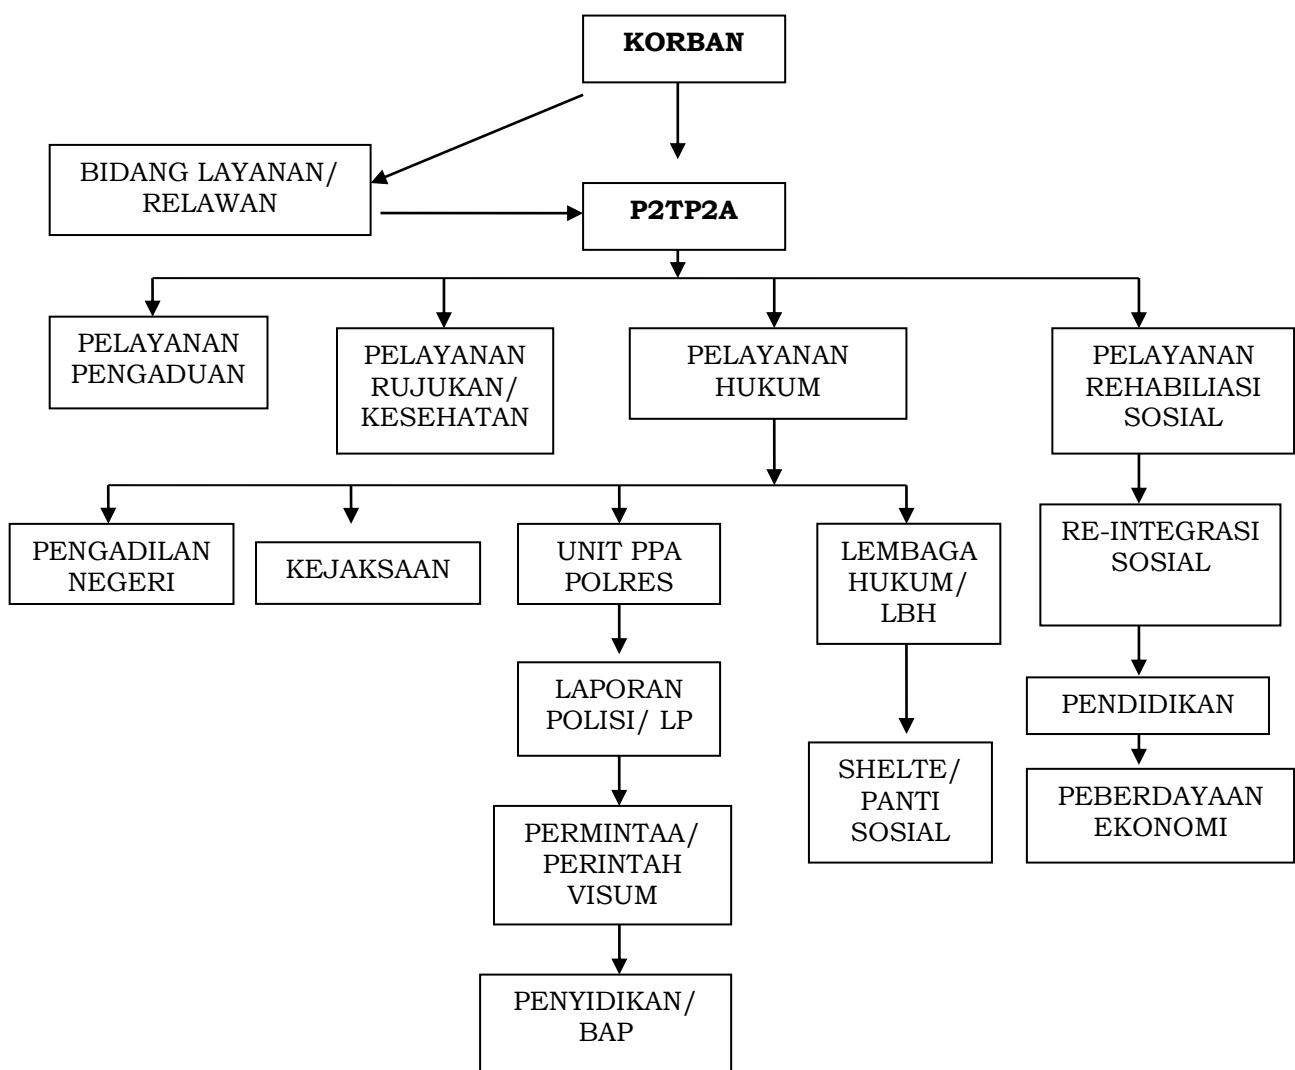 KORBAN
BIDANG LAYANAN/
RELAWAN
P2TP2A
PELAYANAN
PENGADUAN
PELAYANAN
RUJUKAN/
KESEHATAN
PELAYANAN
HUKUM
PELAYANAN
REHABILIASI
SOSIAL
PENGADILAN
NEGERI
KEJAKSAAN
UNIT PPA
POLRES
LEMBAGA
HUKUM/
LBH
RE-INTEGRASI
SOSIAL
LAPORAN
POLISI/ LP
PENDIDIKAN
SHELTE/
PANTI
SOSIAL
PEBERDAYAAN
EKONOMI
PERMINTAA/
PERINTAH
VISUM
PENYIDIKAN/
BAP